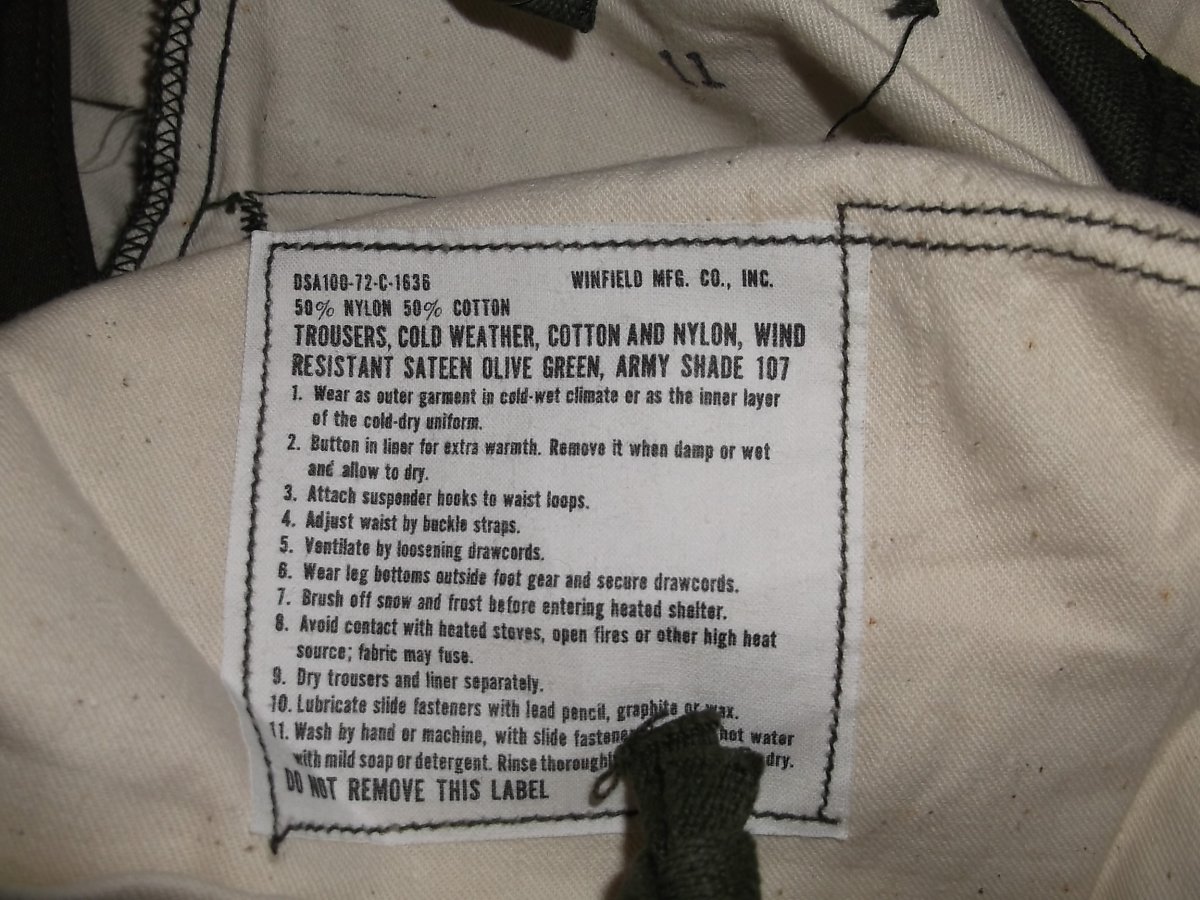 11
DSA100-72-C-1636 WINFIELD MFG. CO., INC.
50% NYLON 50% COTTON
TROUSERS, COLD WEATHER, COTTON AND NYLON, WIND
RESISTANT SATEEN OLIVE GREEN, ARMY SHADE 107
1. Wear as outer garment in cold-wet climate or as the inner layer
of the cold-dry uniform.
2. Button in liner for extra warmth. Remove it when damp or wet
and allow to dry.
3. Attach suspender hooks to waist loops.
4. Adjust waist by buckle straps.
5. Ventilate by loosening drawcords.
6. Wear leg bottoms outside foot gear and secure drawcords.
7. Brush off snow and frost before entering heated shelter.
8. Avoid contact with heated stoves, open fires or other high heat
source; fabric may fuse.
9. Dry trousers and liner separately.
10. Lubricate slide fasteners with lead pencil, graphite or wax.
11. Wash by hand or machine, with slide hot water
with mild soap or detergent. Rinse dry.
DO NOT REMOVE THIS LABEL